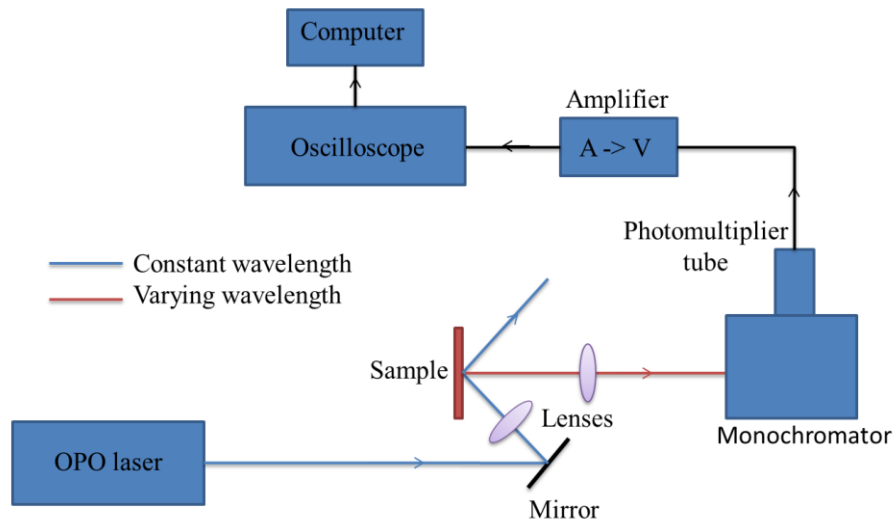 Computer
Amplifier
Oscilloscope
A -> V
Photomultiplier
tube
Constant wavelength
Varying wavelength
Sample
Lenses
Monochromator
OPO laser
Mirror